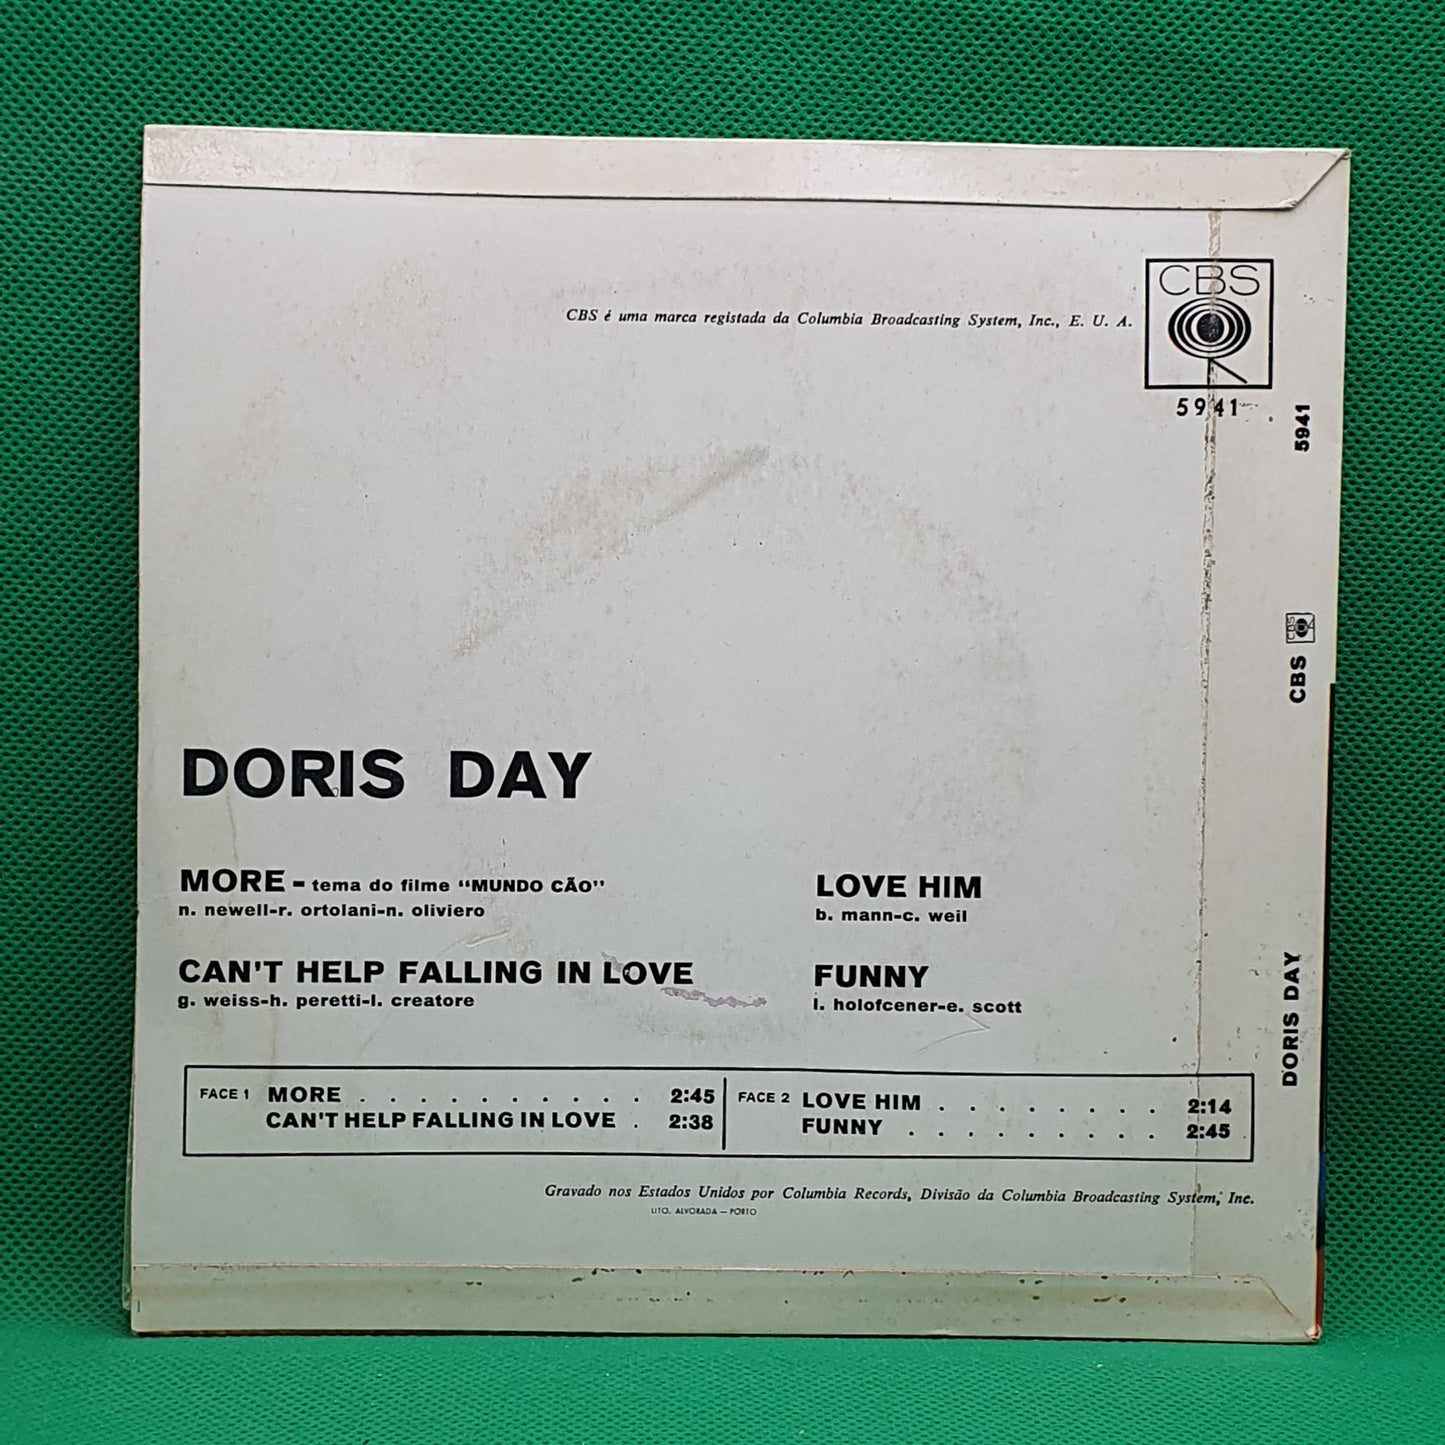 CBS é uma marca registada da Columbia Broadcasting System, Inc., E. U. A.
CBS
5941
5941
CBS
CBS
DORIS DAY
DORIS DAY
MORE - tema do filme "MUNDO CÃO"
n. newell-r. ortolani-n. oliviero
CAN'T HELP FALLING IN LOVE
g. weiss-h. peretti-l. creatore
LOVE HIM
b. mann-c. weil
FUNNY
l. holofcener-e. scott
FACE 1 MORE . . . . . . . . . . 2:45
CAN'T HELP FALLING IN LOVE . 2:38
FACE 2 LOVE HIM . . . . . . . . 2:14
FUNNY . . . . . . . . . 2:45
Gravado nos Estados Unidos por Columbia Records, Divisão da Columbia Broadcasting System, Inc.
LITO. ALVORADA — PORTO